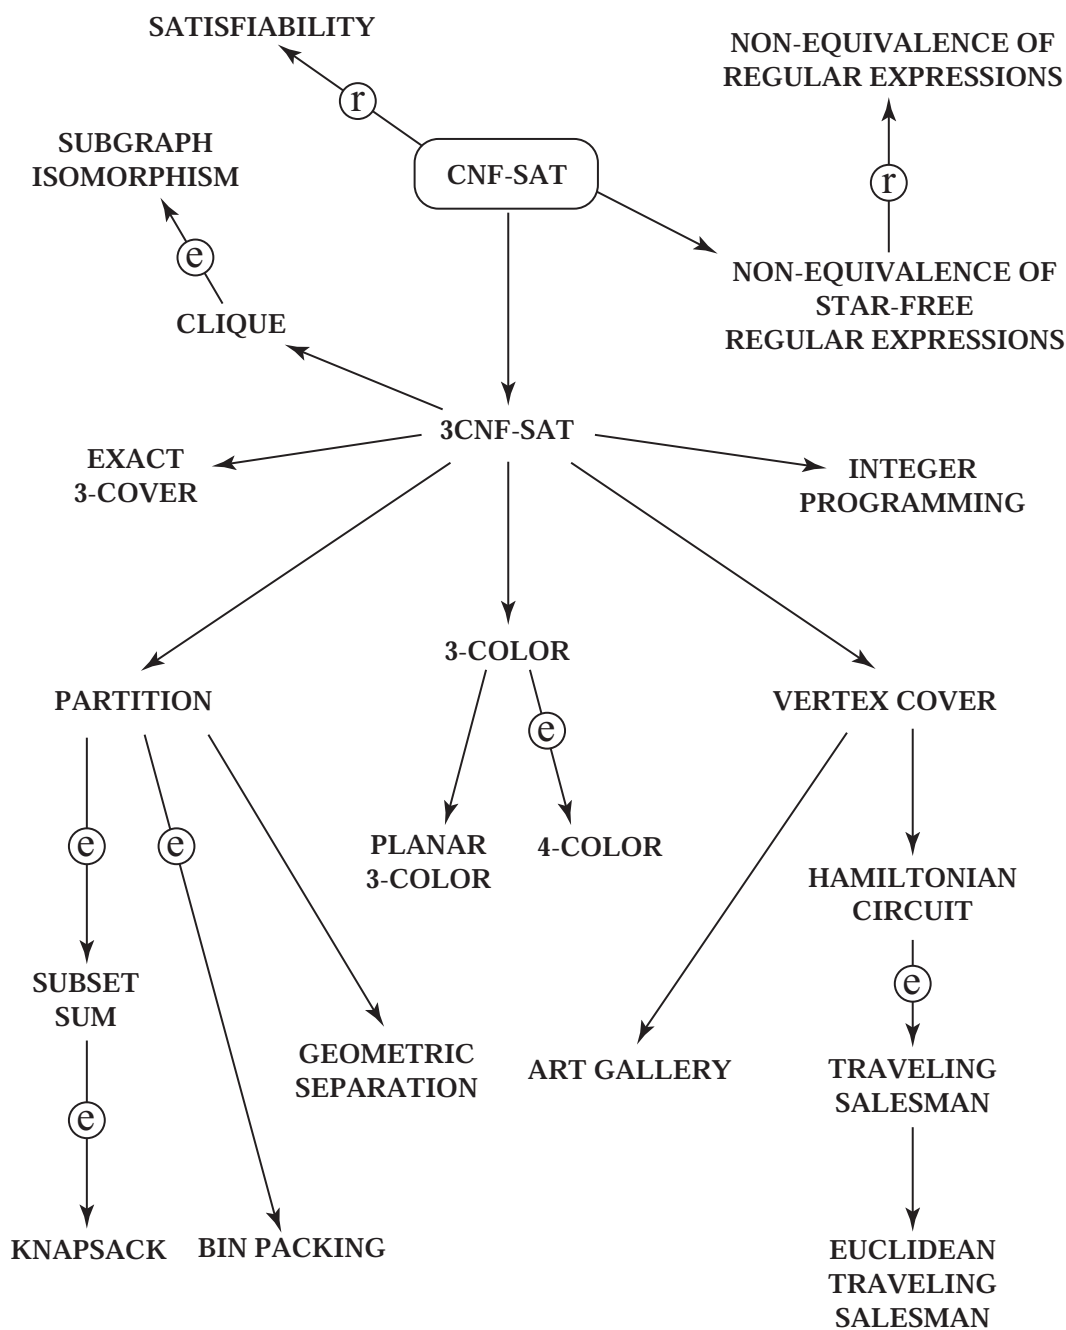 SATISFIABILITY
NON-EQUIVALENCE OF
REGULAR EXPRESSIONS
r
SUBGRAPH
ISOMORPHISM
CNF-SAT
r
e
NON-EQUIVALENCE OF
STAR-FREE
REGULAR EXPRESSIONS
CLIQUE
3CNF-SAT
EXACT
3-COVER
INTEGER
PROGRAMMING
3-COLOR
PARTITION
VERTEX COVER
e
e
e
PLANAR
3-COLOR
4-COLOR
HAMILTONIAN
CIRCUIT
e
SUBSET
SUM
GEOMETRIC
SEPARATION
ART GALLERY
TRAVELING
SALESMAN
e
KNAPSACK
BIN PACKING
EUCLIDEAN
TRAVELING
SALESMAN